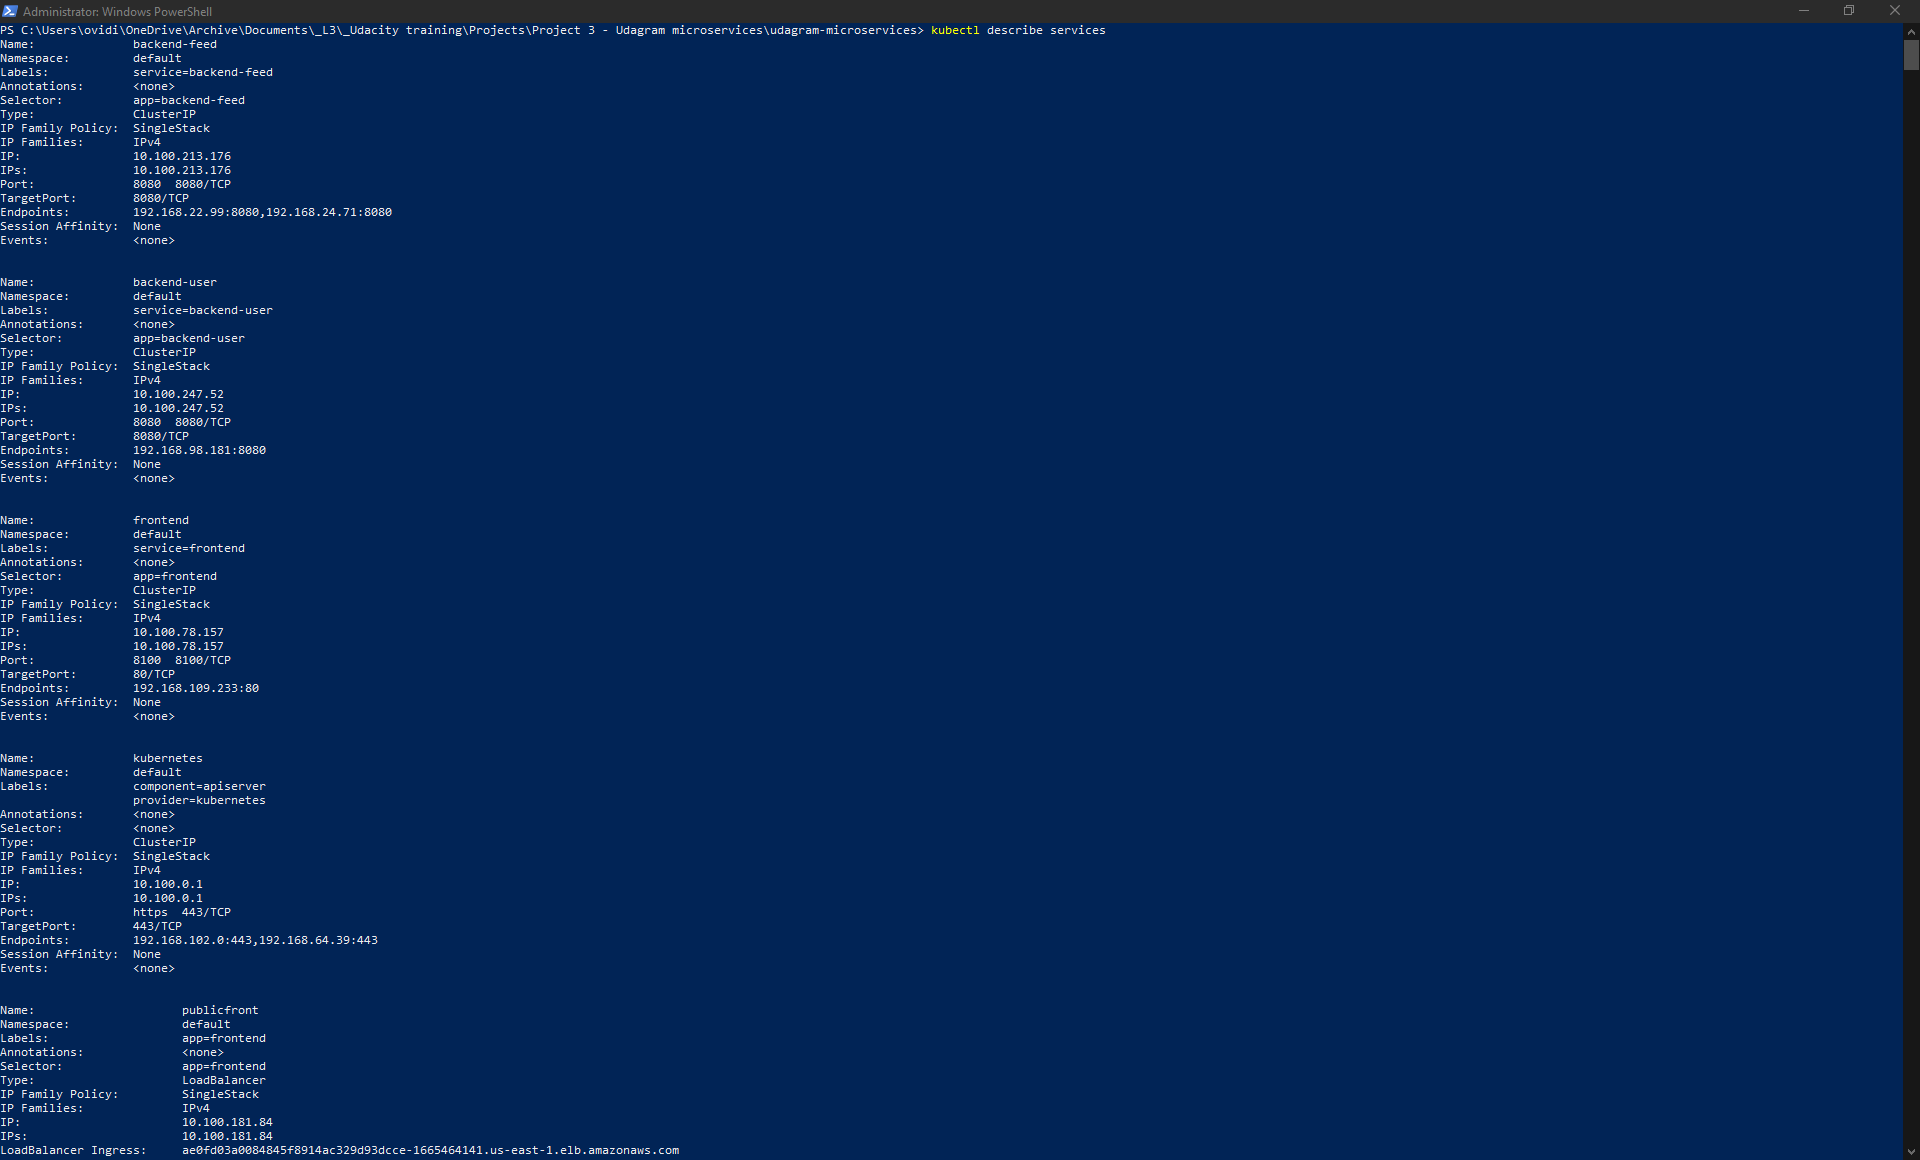 Administrator: Windows PowerShell
PS C:\Users\ovidi\OneDrive\Archive\Documents\_L3\_Udacity training\Projects\Project 3 - Udagram microservices\udagram-microservices> kubectl describe services
Name:              backend-feed
Namespace:         default
Labels:            service=backend-feed
Annotations:       <none>
Selector:          app=backend-feed
Type:              ClusterIP
IP Family Policy:  SingleStack
IP Families:       IPv4
IP:                10.100.213.176
IPs:               10.100.213.176
Port:              8080  8080/TCP
TargetPort:        8080/TCP
Endpoints:         192.168.22.99:8080,192.168.24.71:8080
Session Affinity:  None
Events:            <none>
Name:              backend-user
Namespace:         default
Labels:            service=backend-user
Annotations:       <none>
Selector:          app=backend-user
Type:              ClusterIP
IP Family Policy:  SingleStack
IP Families:       IPv4
IP:                10.100.247.52
IPs:               10.100.247.52
Port:              8080  8080/TCP
TargetPort:        8080/TCP
Endpoints:         192.168.98.181:8080
Session Affinity:  None
Events:            <none>
Name:              frontend
Namespace:         default
Labels:            service=frontend
Annotations:       <none>
Selector:          app=frontend
Type:              ClusterIP
IP Family Policy:  SingleStack
IP Families:       IPv4
IP:                10.100.78.157
IPs:               10.100.78.157
Port:              8100  8100/TCP
TargetPort:        80/TCP
Endpoints:         192.168.109.233:80
Session Affinity:  None
Events:            <none>
Name:              kubernetes
Namespace:         default
Labels:            component=apiserver
                   provider=kubernetes
Annotations:       <none>
Selector:          <none>
Type:              ClusterIP
IP Family Policy:  SingleStack
IP Families:       IPv4
IP:                10.100.0.1
IPs:               10.100.0.1
Port:              https  443/TCP
TargetPort:        443/TCP
Endpoints:         192.168.102.0:443,192.168.64.39:443
Session Affinity:  None
Events:            <none>
Name:                     publicfront
Namespace:                default
Labels:                   app=frontend
Annotations:              <none>
Selector:                 app=frontend
Type:                     LoadBalancer
IP Family Policy:         SingleStack
IP Families:              IPv4
IP:                       10.100.181.84
IPs:                      10.100.181.84
LoadBalancer Ingress:     ae0fd03a0084845f8914ac329d93dcce-1665464141.us-east-1.elb.amazonaws.com